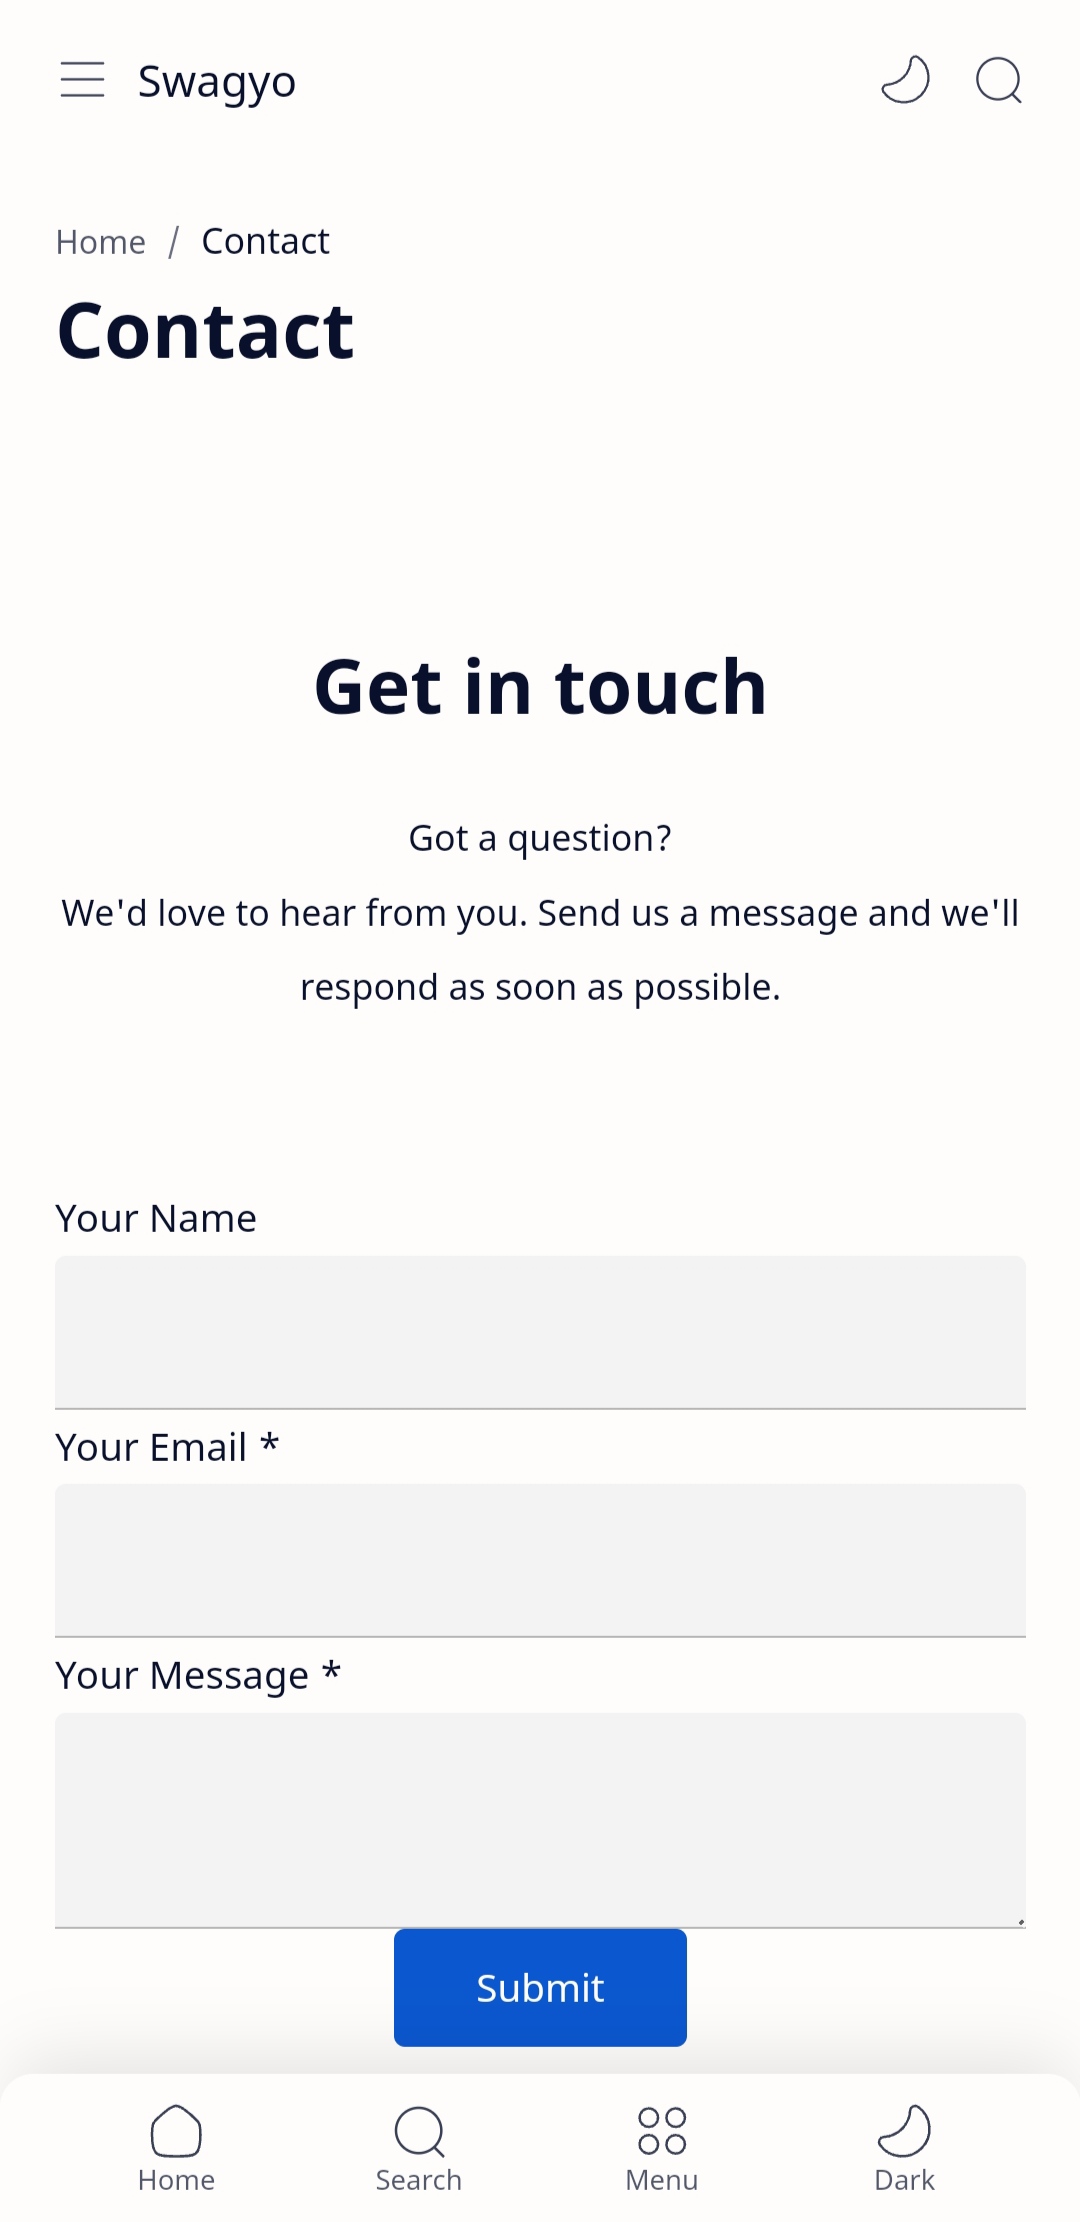 Swagyo
Home / Contact
Contact
Get in touch
Got a question?
We'd love to hear from you. Send us a message and we'll
respond as soon as possible.
Your Name
Your Email *
Your Message *
Submit
Home Search Menu Dark